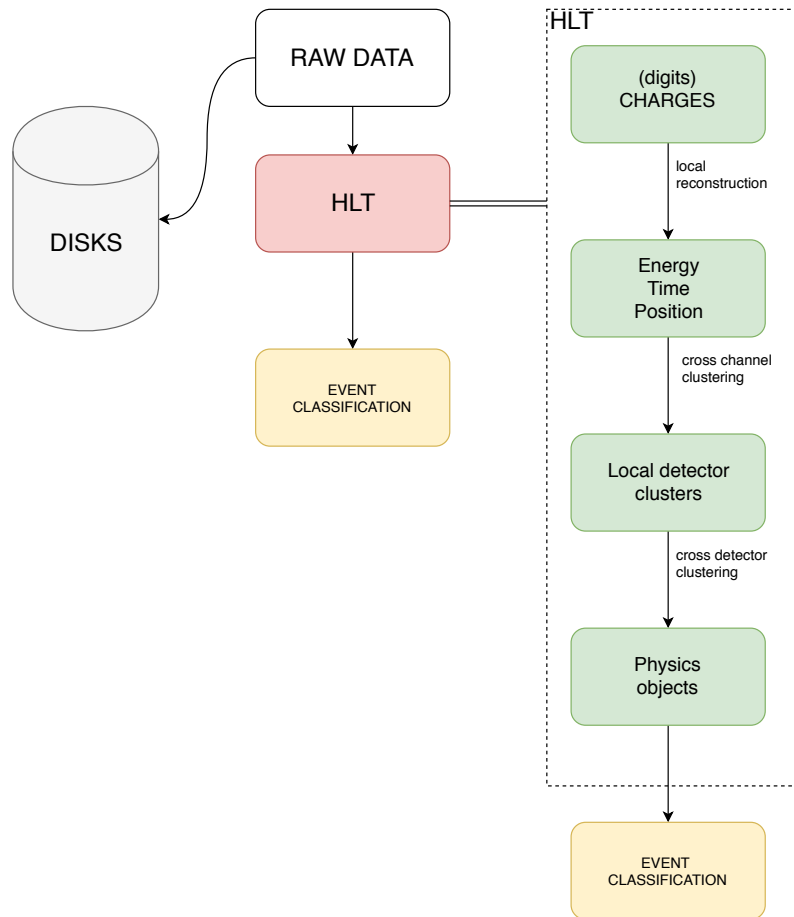 RAW DATA
DISKS
HLT
EVENT
CLASSIFICATION
HLT
(digits)
CHARGES
local
reconstruction
Energy
Time
Position
cross channel
clustering
Local detector
clusters
cross detector
clustering
Physics
objects
EVENT
CLASSIFICATION